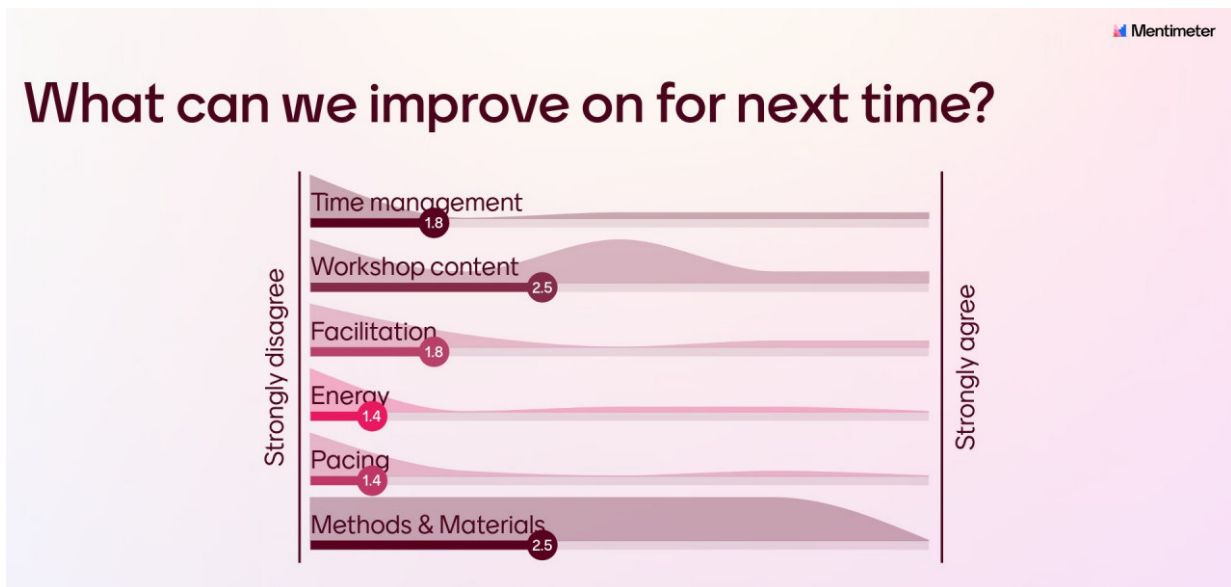 Mentimeter
What can we improve on for next time?
Strongly disagree
Time management
1.8
Workshop content
2.5
Facilitation
1.8
Energy
1.4
Pacing
1.4
Methods & Materials
2.5
Strongly agree